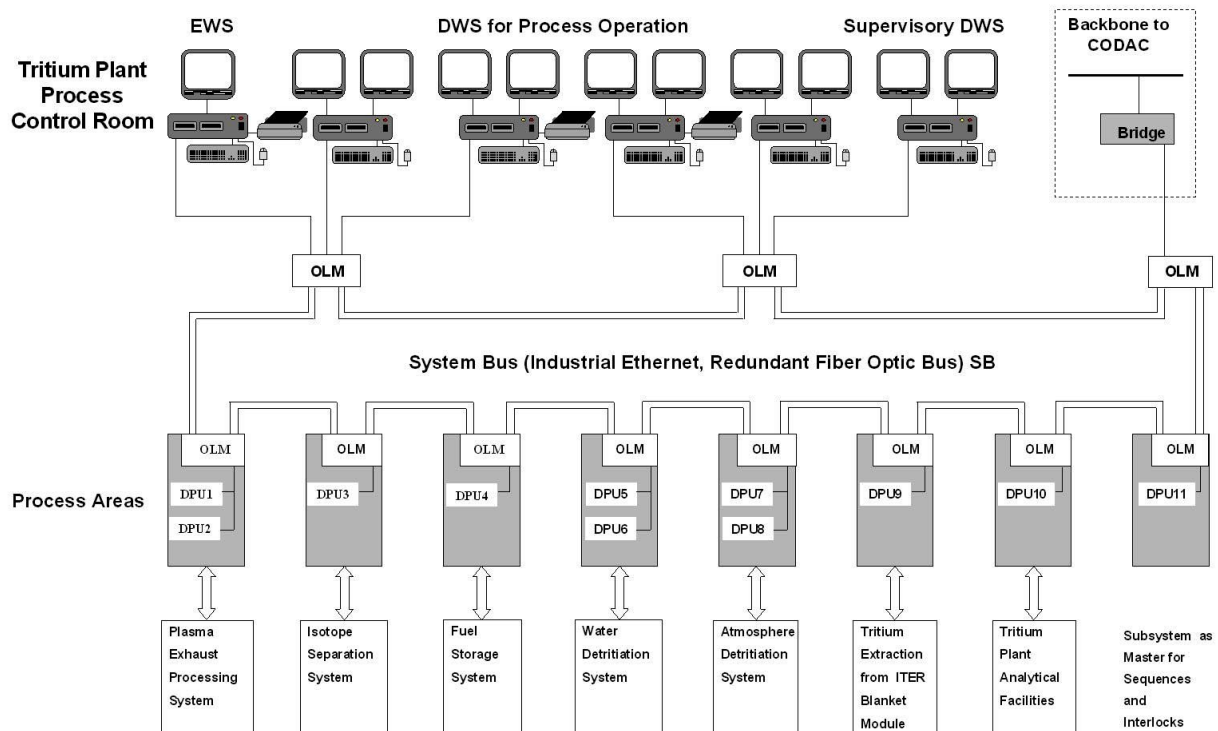 EWS
DWS for Process Operation
Supervisory DWS
Backbone to
CODAC
Tritium Plant
Process
Control Room
Bridge
OLM
OLM
OLM
System Bus (Industrial Ethernet, Redundant Fiber Optic Bus) SB
OLM
OLM
OLM
OLM
OLM
OLM
OLM
OLM
Process Areas
DPU1
DPU2
DPU3
DPU4
DPU5
DPU6
DPU7
DPU8
DPU9
DPU10
DPU11
Plasma
Exhaust
Processing
System
Isotope
Separation
System
Fuel
Storage
System
Water
Detritiation
System
Atmosphere
Detritiation
System
Tritium
Extraction
from ITER
Blanket
Module
Tritium
Plant
Analytical
Facilities
Subsystem as
Master for
Sequences
and
Interlocks